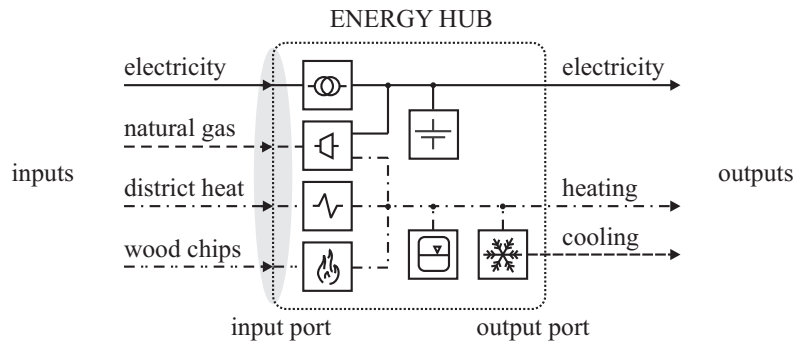 ENERGY HUB
electricity
electricity
natural gas
inputs
district heat
heating
outputs
wood chips
cooling
input port
output port